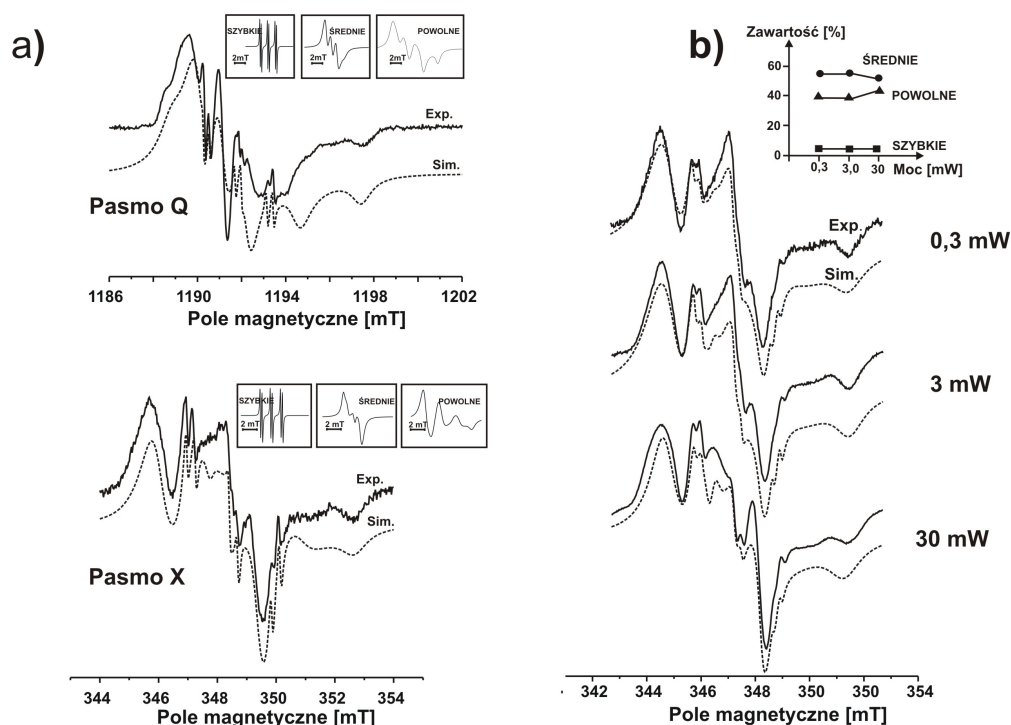 a)
SZYBKIE
2mT
ŚREDNIE
2mT
POWOLNE
2mT
Exp.
Sim.
Pasmo Q
1186 1190 1194 1198 1202
Pole magnetyczne [mT]
SZYBKIE
2 mT
ŚREDNIE
2 mT
POWOLNE
2 mT
Exp.
Sim.
Pasmo X
344 346 348 350 352 354
Pole magnetyczne [mT]
b)
Zawartość [%]
60
40
20
0
ŚREDNIE
POWOLNE
SZYBKIE
0,3 3,0 30 Moc [mW]
Exp.
Sim.
0,3 mW
3 mW
30 mW
342 344 346 348 350 354
Pole magnetyczne [mT]